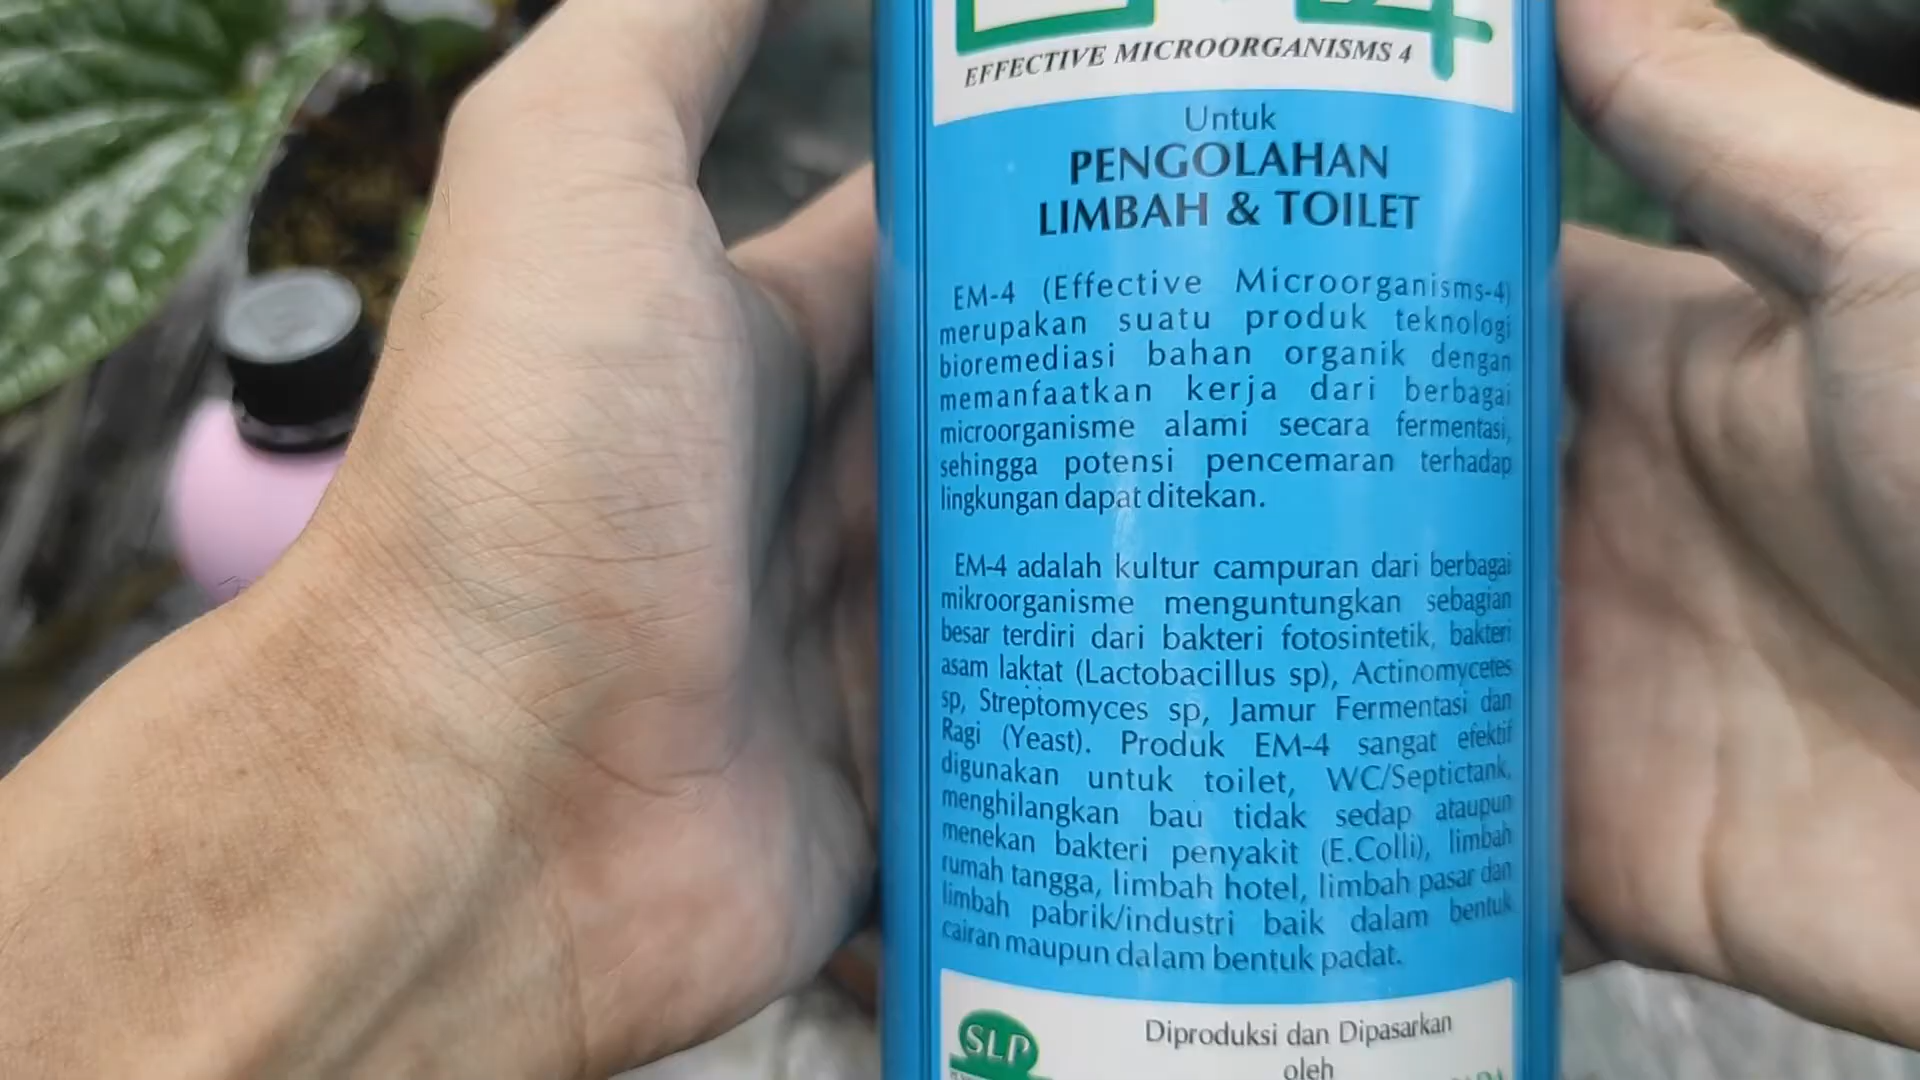 EFFECTIVE MICROORGANISMS 4
Untuk
PENGOLAHAN
LIMBAH & TOILET
EM-4 (Effective Microorganisms-4)
merupakan suatu produk teknologi
bioremediasi bahan organik dengan
memanfaatkan kerja dari berbagai
microorganisme alami secara fermentasi,
sehingga potensi pencemaran terhadap
lingkungan dapat ditekan.
EM-4 adalah kultur campuran dari berbagai
mikroorganisme menguntungkan sebagian
besar terdiri dari bakteri fotosintetik, bakteri
asam laktat (Lactobacillus sp), Actinomycetes
sp, Streptomyces sp, Jamur Fermentasi dan
Ragi (Yeast). Produk EM-4 sangat efektif
digunakan untuk toilet, WC/Septictank,
menghilangkan bau tidak sedap ataupun
menekan bakteri penyakit (E.Colli), limbah
rumah tangga, limbah hotel, limbah pasar dan
limbah pabrik/industri baik dalam bentuk
cairan maupun dalam bentuk padat.
SLP
Diproduksi dan Dipasarkan
oleh